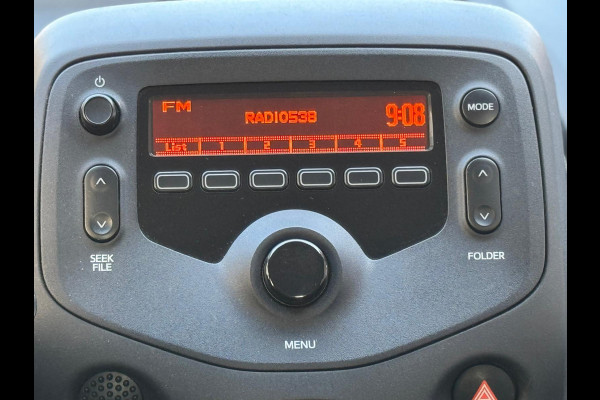 FM
RADIO538
9:08
MODE
List 1 2 3 4 5
SEEK
FILE
FOLDER
MENU